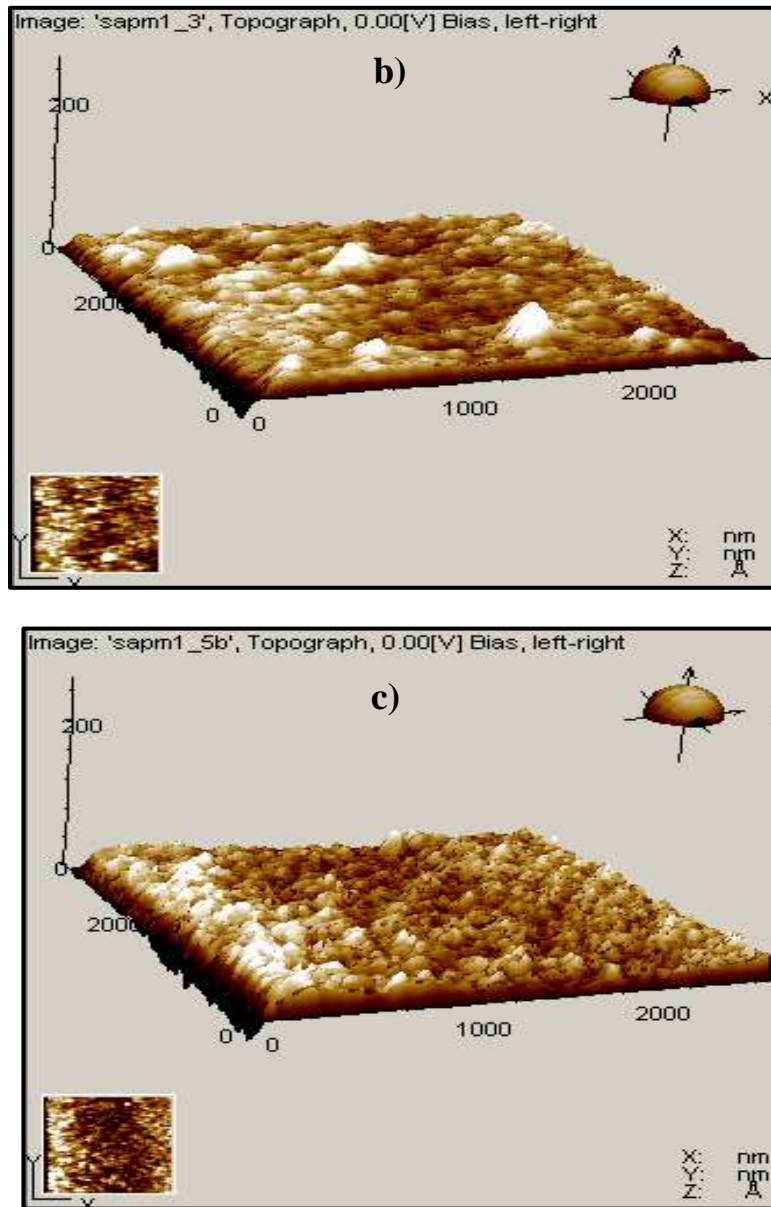 Image: 'sapm1_3', Topograph, 0.00[V] Bias, left-right
b)
200
X
0
2000
0
0
1000
2000
Y
X
X: nm
Y: nm
Z: Å
Image: 'sapm1_5b', Topograph, 0.00[V] Bias, left-right
c)
200
0
2000
0
0
1000
2000
Y
X
X: nm
Y: nm
Z: Å